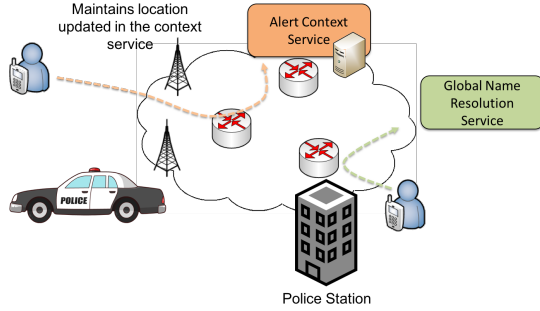 Maintains location
updated in the context
service
Alert Context
Service
Global Name
Resolution
Service
POLICE
Police Station